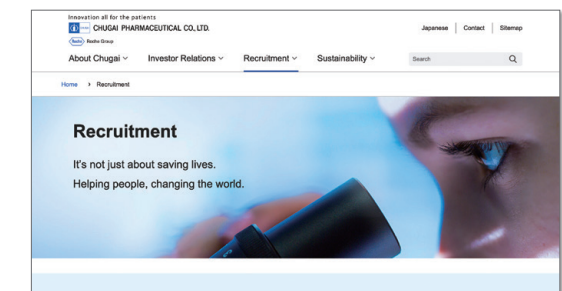 Innovation all for the patients
CHUGAI PHARMACEUTICAL CO., LTD.
Roche Roche Group
Japanese Contact Sitemap
About Chugai Investor Relations Recruitment Sustainability Search
Home Recruitment
Recruitment
It's not just about saving lives.
Helping people, changing the world.